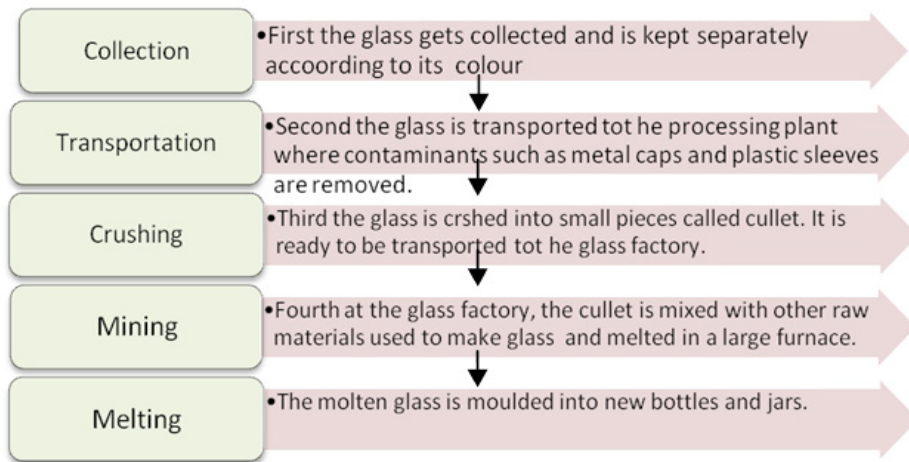 Collection
•First the glass gets collected and is kept separately
accoording to its colour
Transportation
•Second the glass is transported tot he processing plant
where contaminants such as metal caps and plastic sleeves
are removed.
Crushing
•Third the glass is crshed into small pieces called cullet. It is
ready to be transported tot he glass factory.
Mining
•Fourth at the glass factory, the cullet is mixed with other raw
materials used to make glass and melted in a large furnace.
Melting
•The molten glass is moulded into new bottles and jars.